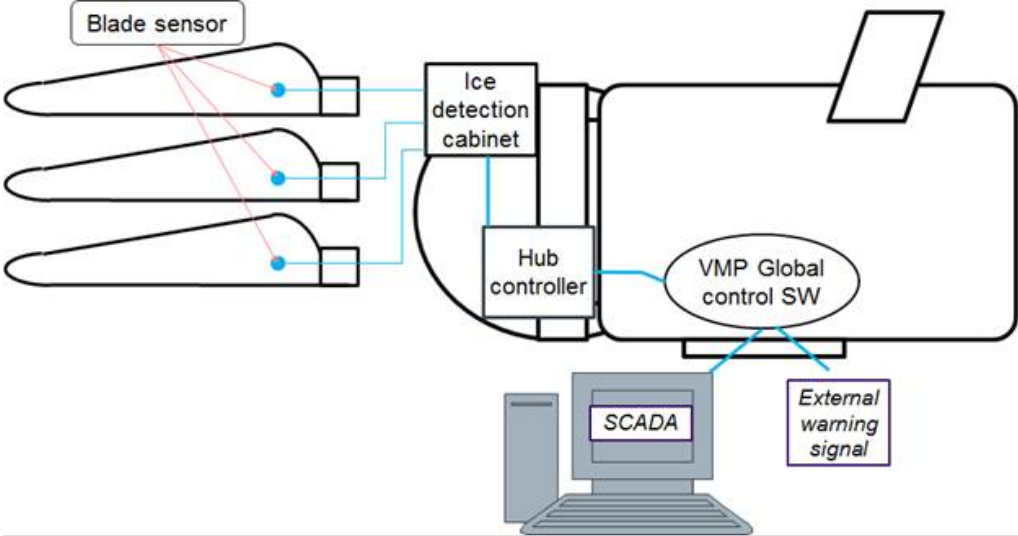 Blade sensor
Ice
detection
cabinet
Hub
controller
VMP Global
control SW
SCADA
External
warning
signal